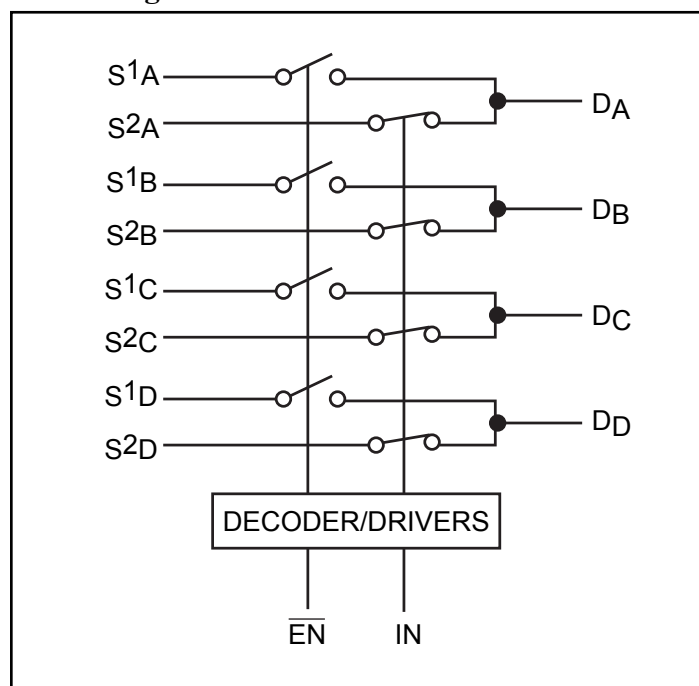 S1A
DA
S2A
S1B
DB
S2B
S1C
DC
S2C
S1D
DD
S2D
DECODER/DRIVERS
EN IN